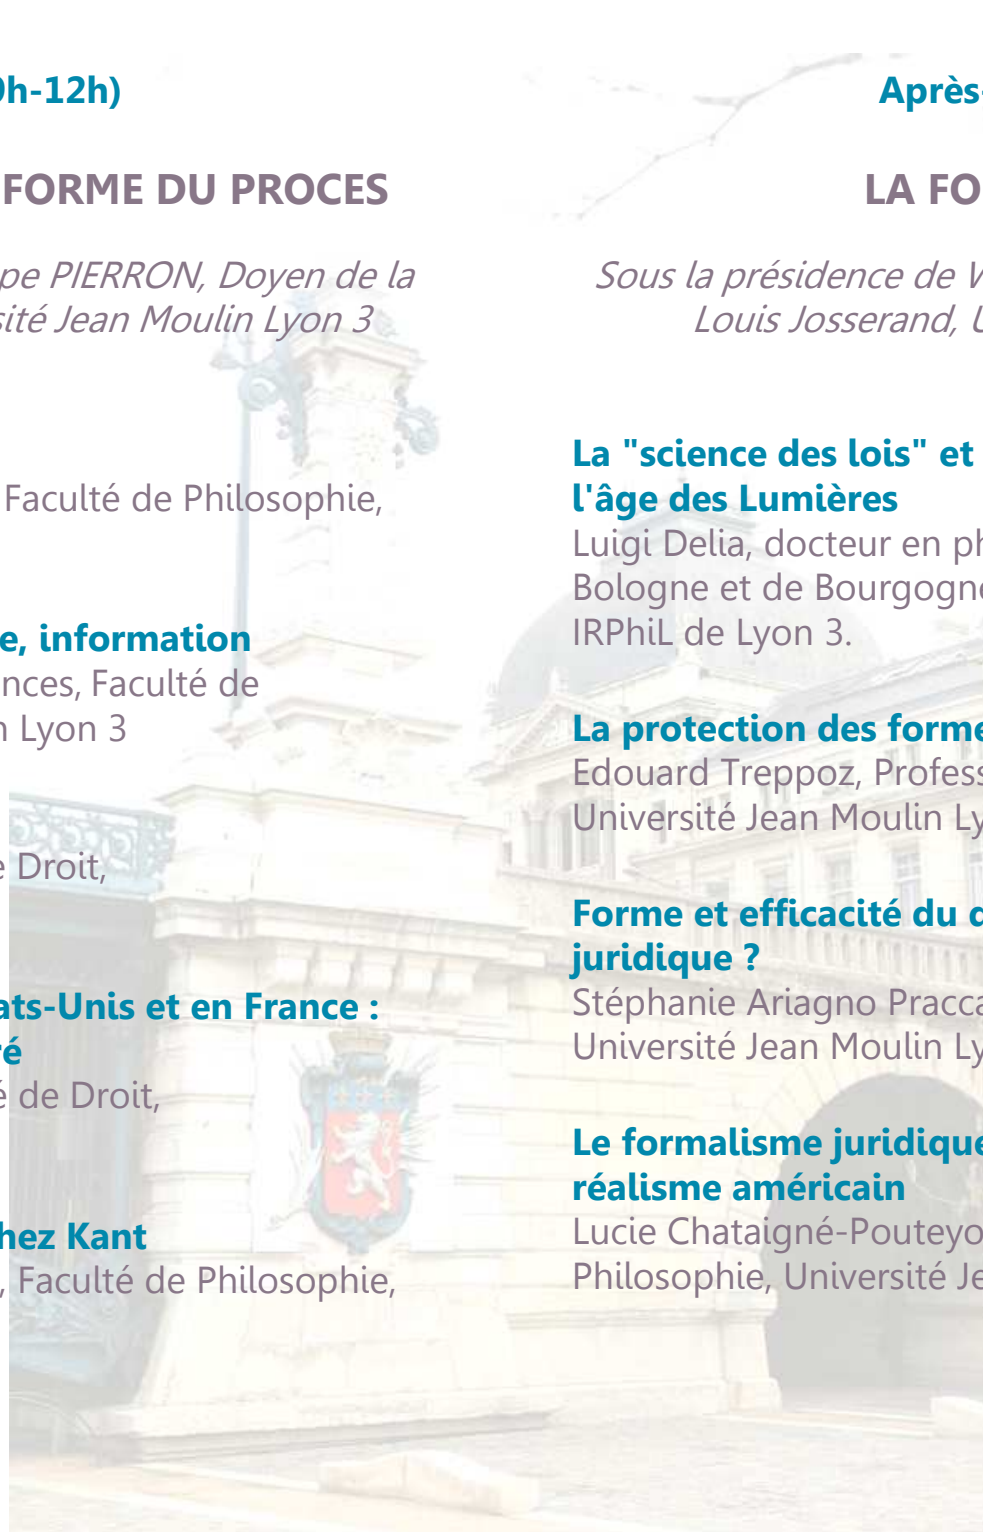 h-12h)
FORME DU PROCES
pe PIERRON, Doyen de la
sité Jean Moulin Lyon 3
Faculté de Philosophie,
e, information
nces, Faculté de
n Lyon 3
e Droit,
ats-Unis et en France :
ré
é de Droit,
hez Kant
, Faculté de Philosophie,
Après-
LA FO
Sous la présidence de
Louis Josserand, U
La "science des lois" et
l'âge des Lumières
Luigi Delia, docteur en ph
Bologne et de Bourgogne
IRPhiL de Lyon 3.
La protection des forme
Edouard Treppoz, Profess
Université Jean Moulin Ly
Forme et efficacité du d
juridique ?
Stéphanie Ariagno Pracca
Université Jean Moulin Ly
Le formalisme juridique
réalisme américain
Lucie Chataigné-Pouteyo
Philosophie, Université Je